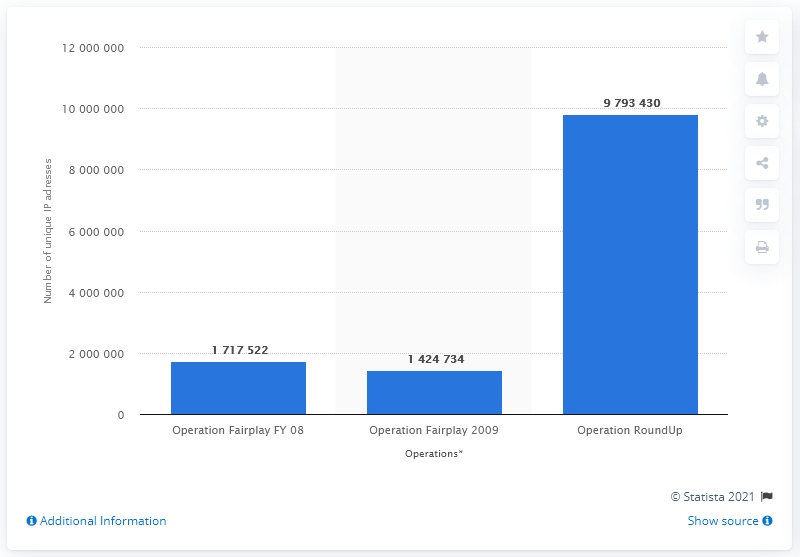 12 000 000
10 000 000
8 000 000
6 000 000
4 000 000
2 000 000
0
Number of unique IP adresses
1 717 522
1 424 734
9 793 430
Operation Fairplay FY 08
Operation Fairplay 2009
Operation RoundUp
Operations*
© Statista 2021
Additional Information
Show source